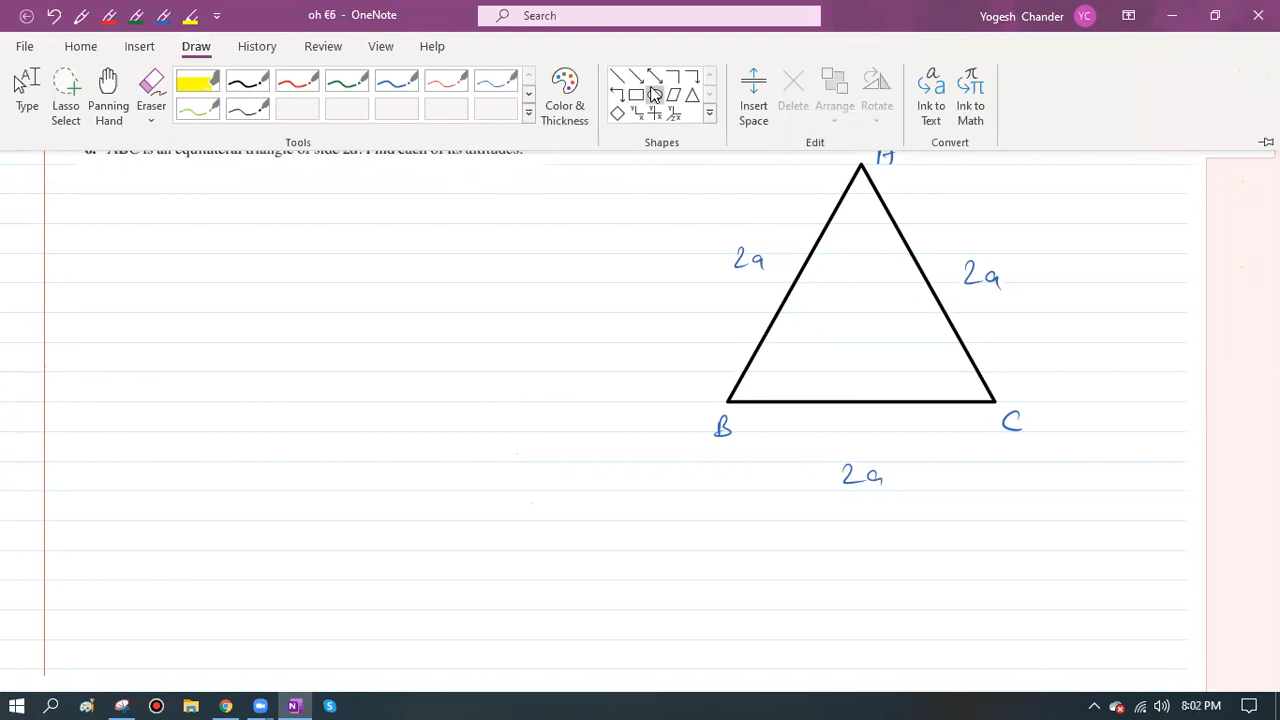 oh €6 - OneNote
Search
Yogesh Chander
YC
File Home Insert Draw History Review View Help
Type
Lasso Select
Panning Hand
Eraser
Color & Thickness
Insert Space
Delete
Arrange
Rotate
Ink to Text
Ink to Math
Tools
Shapes
Edit
Convert
6. ABC is an equilateral triangle of side 2a. Find each of its altitudes.
A
2a
2a
B
C
2a
8:02 PM